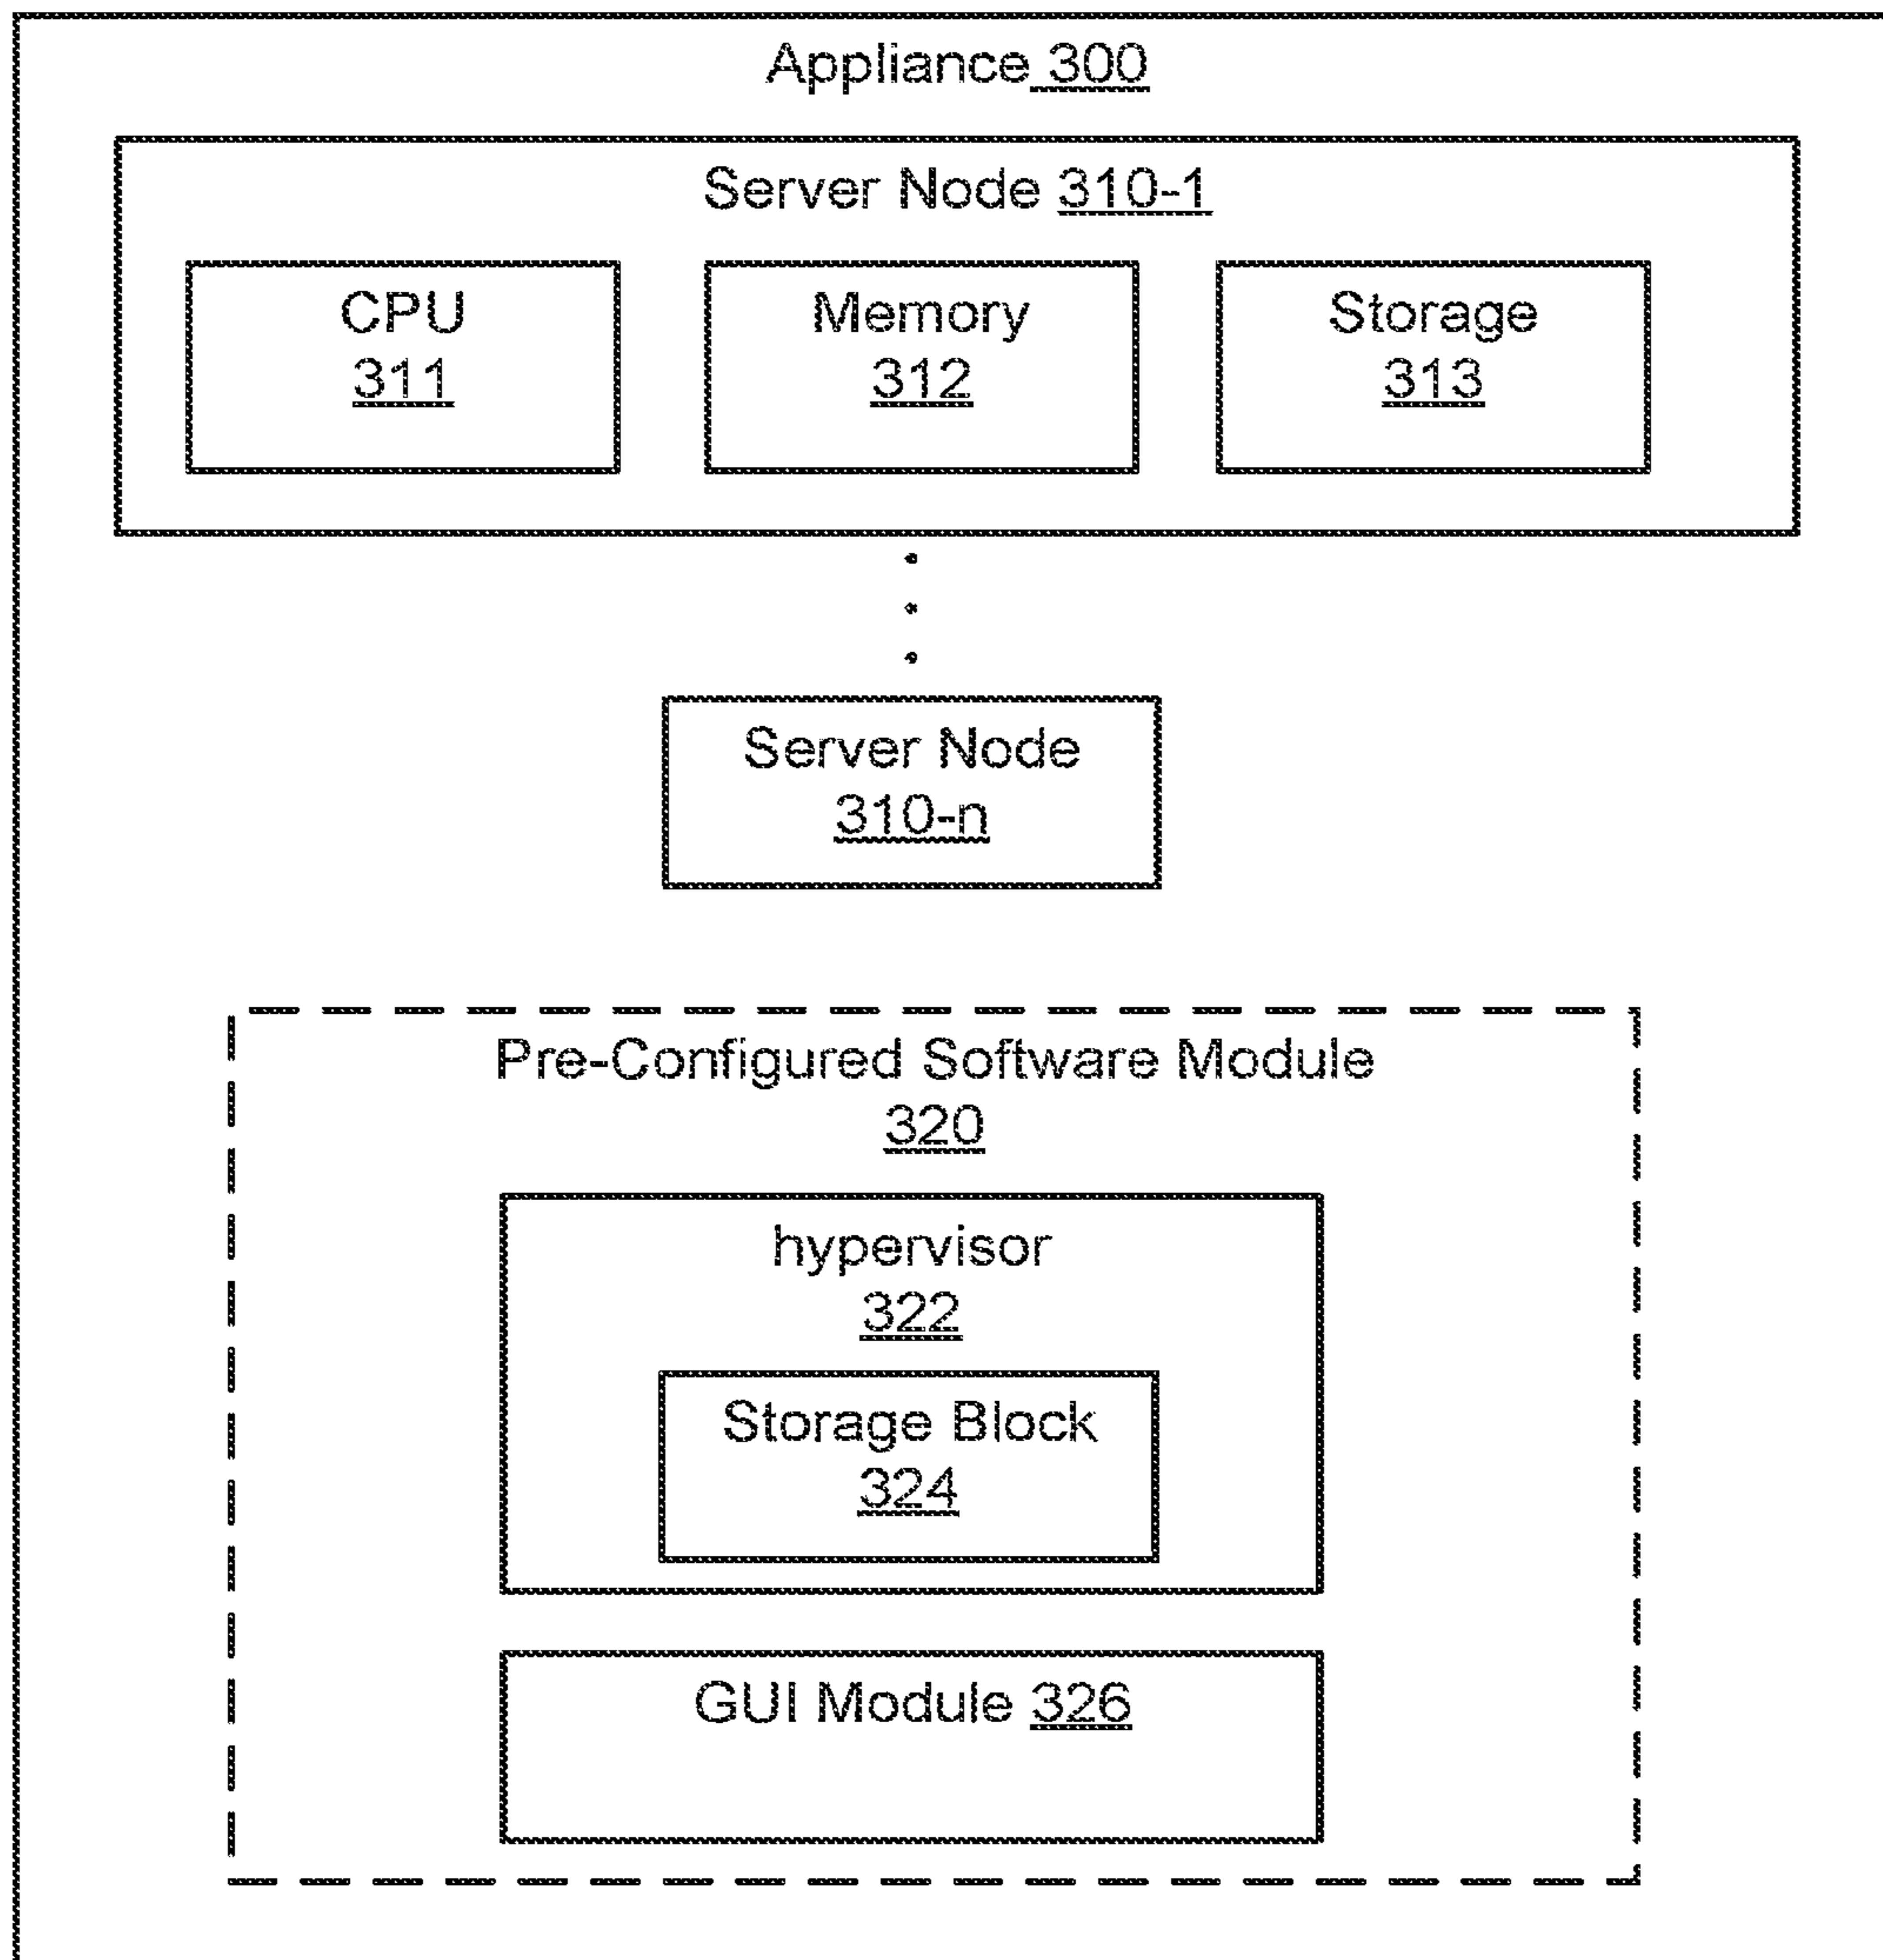 Appliance 300
Server Node 310-1
CPU
311
Memory
312
Storage
313
Server Node
310-n
Pre-Configured Software Module
320
hypervisor
322
Storage Block
324
GUI Module 326